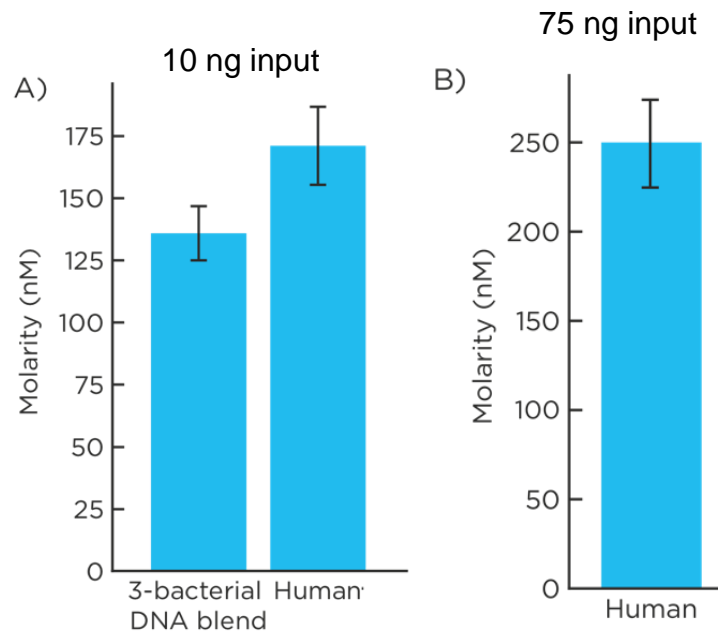 10 ng input
A)
175
150
125
100
75
50
25
0
Molarity (nM)
3-bacterial Human
DNA blend
75 ng input
B)
250
200
150
100
50
0
Molarity (nM)
Human